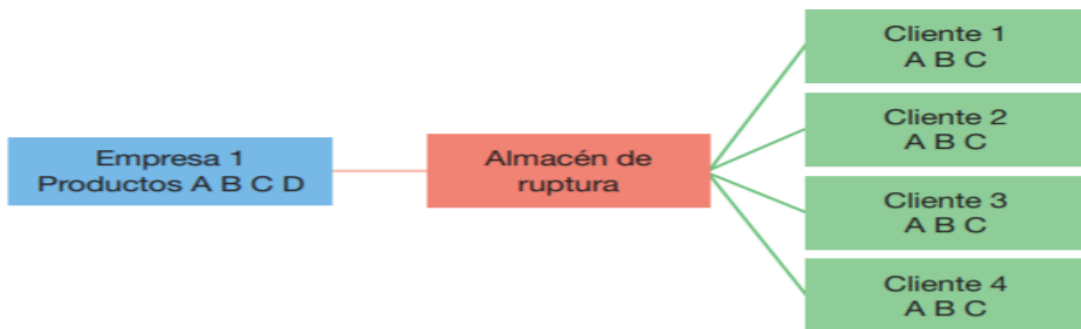 Empresa 1
Productos A B C D
Almacén de
ruptura
Cliente 1
A B C
Cliente 2
A B C
Cliente 3
A B C
Cliente 4
A B C